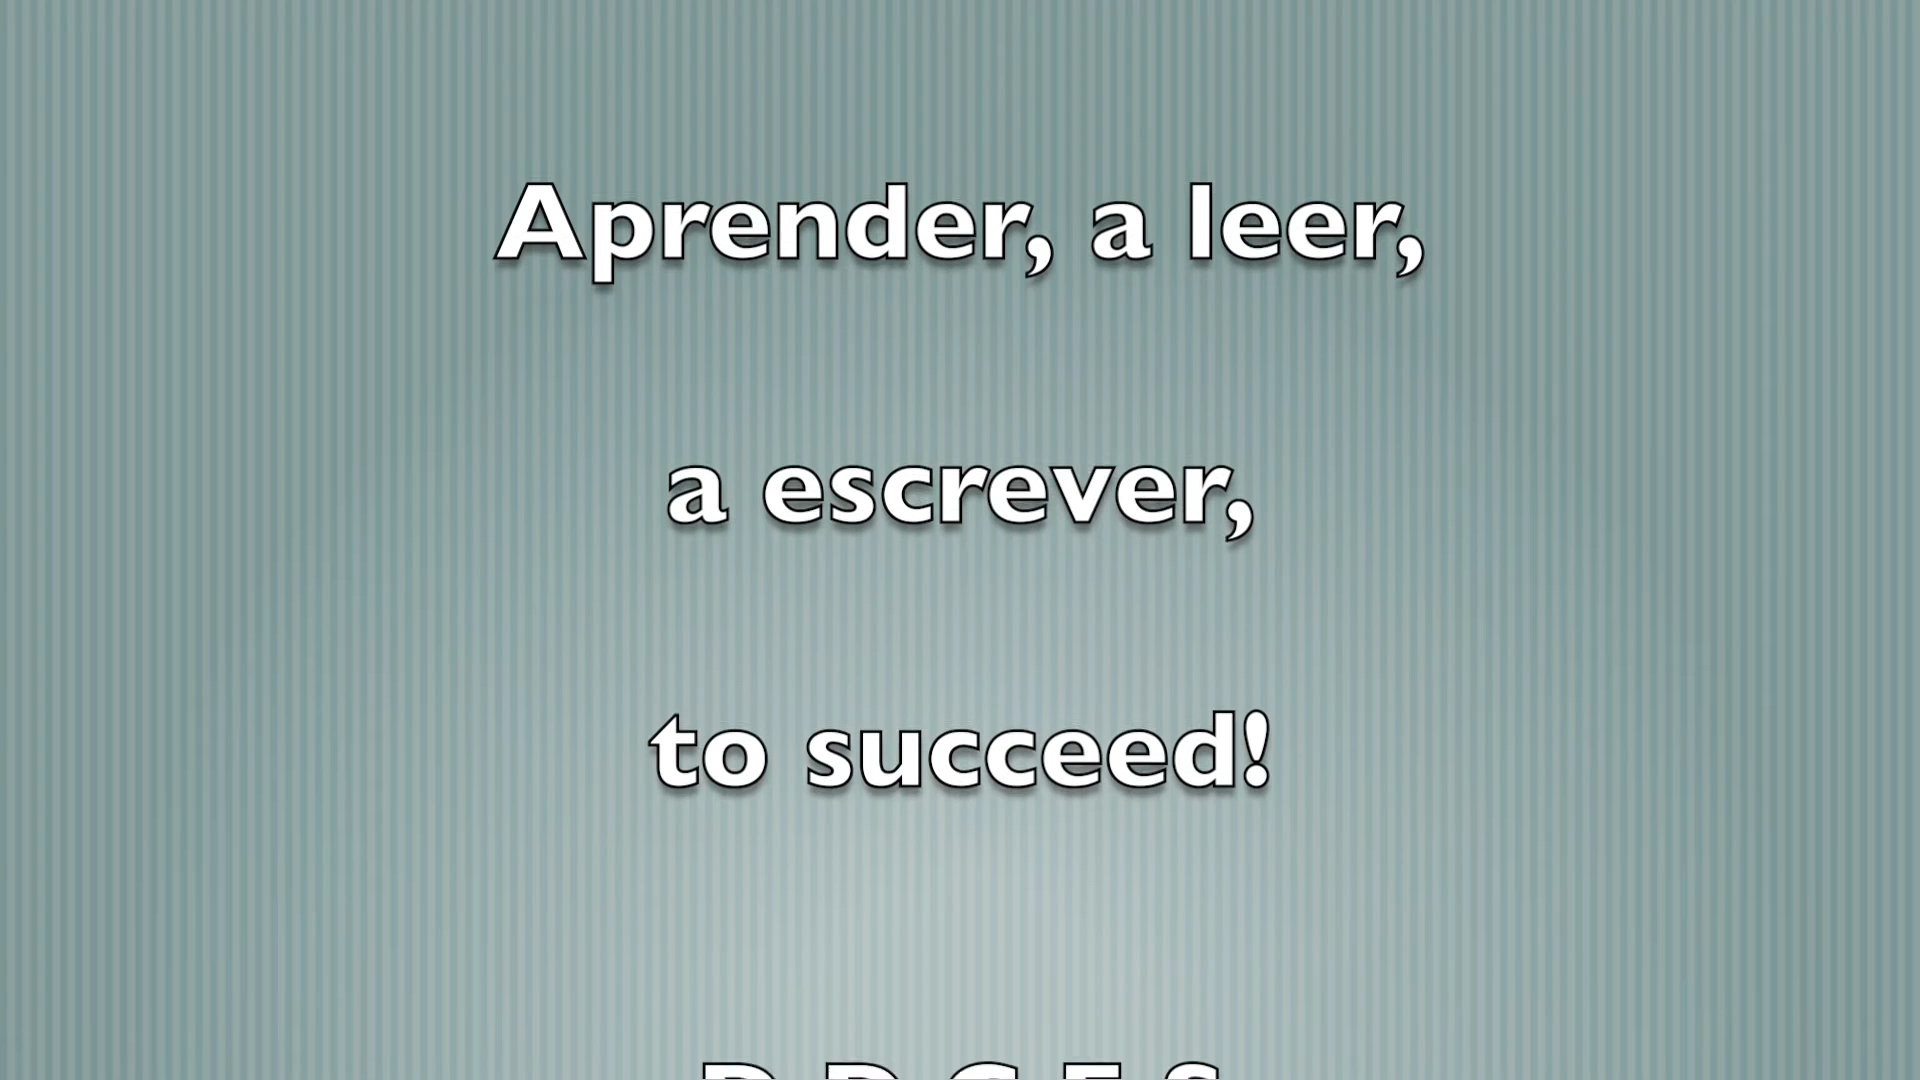 Aprender, a leer,
a escrever,
to succeed!